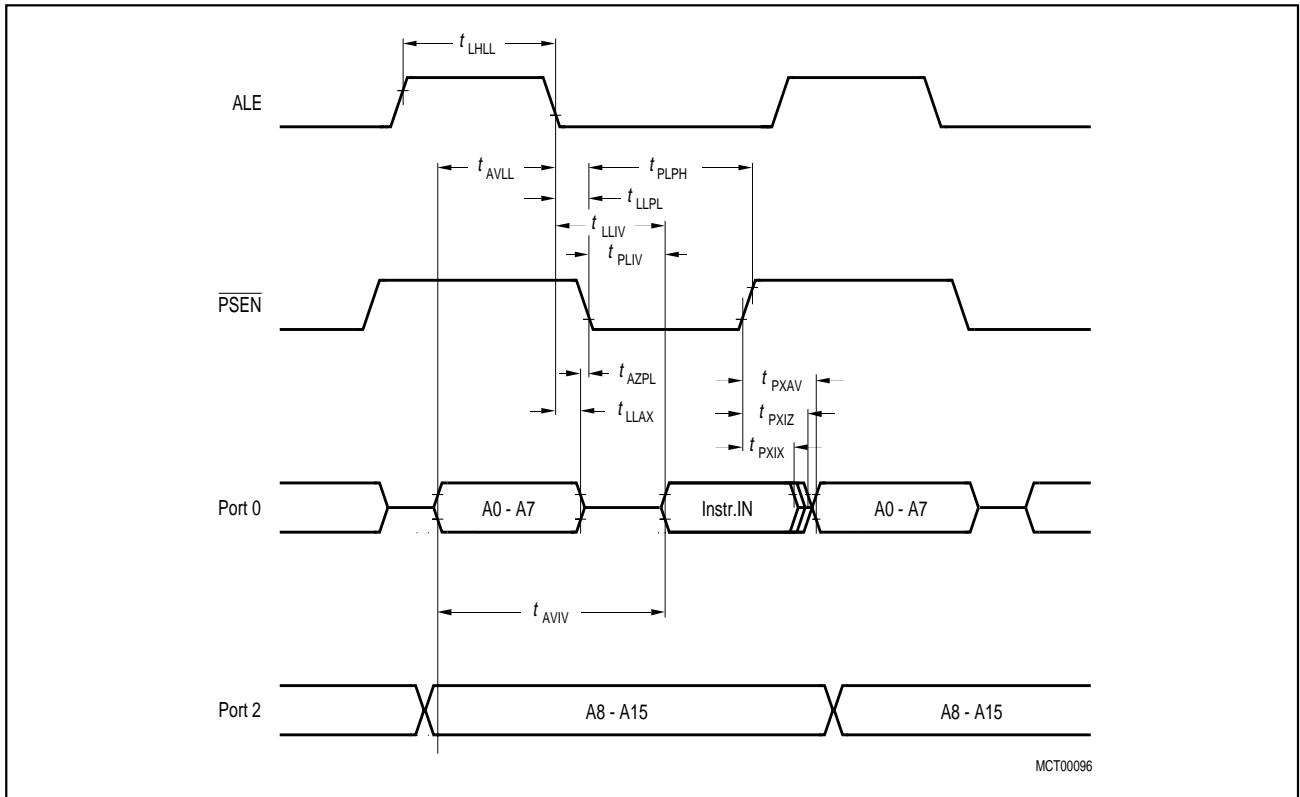 t LHLL
ALE
t AVLL
t PLPH
t LLPL
t LLIV
t PLIV
PSEN
t AZPL
t PXAV
t LLAX
t PXIZ
t PXIX
Port 0
A0 - A7
Instr.IN
A0 - A7
t AVIV
Port 2
A8 - A15
A8 - A15
MCT00096